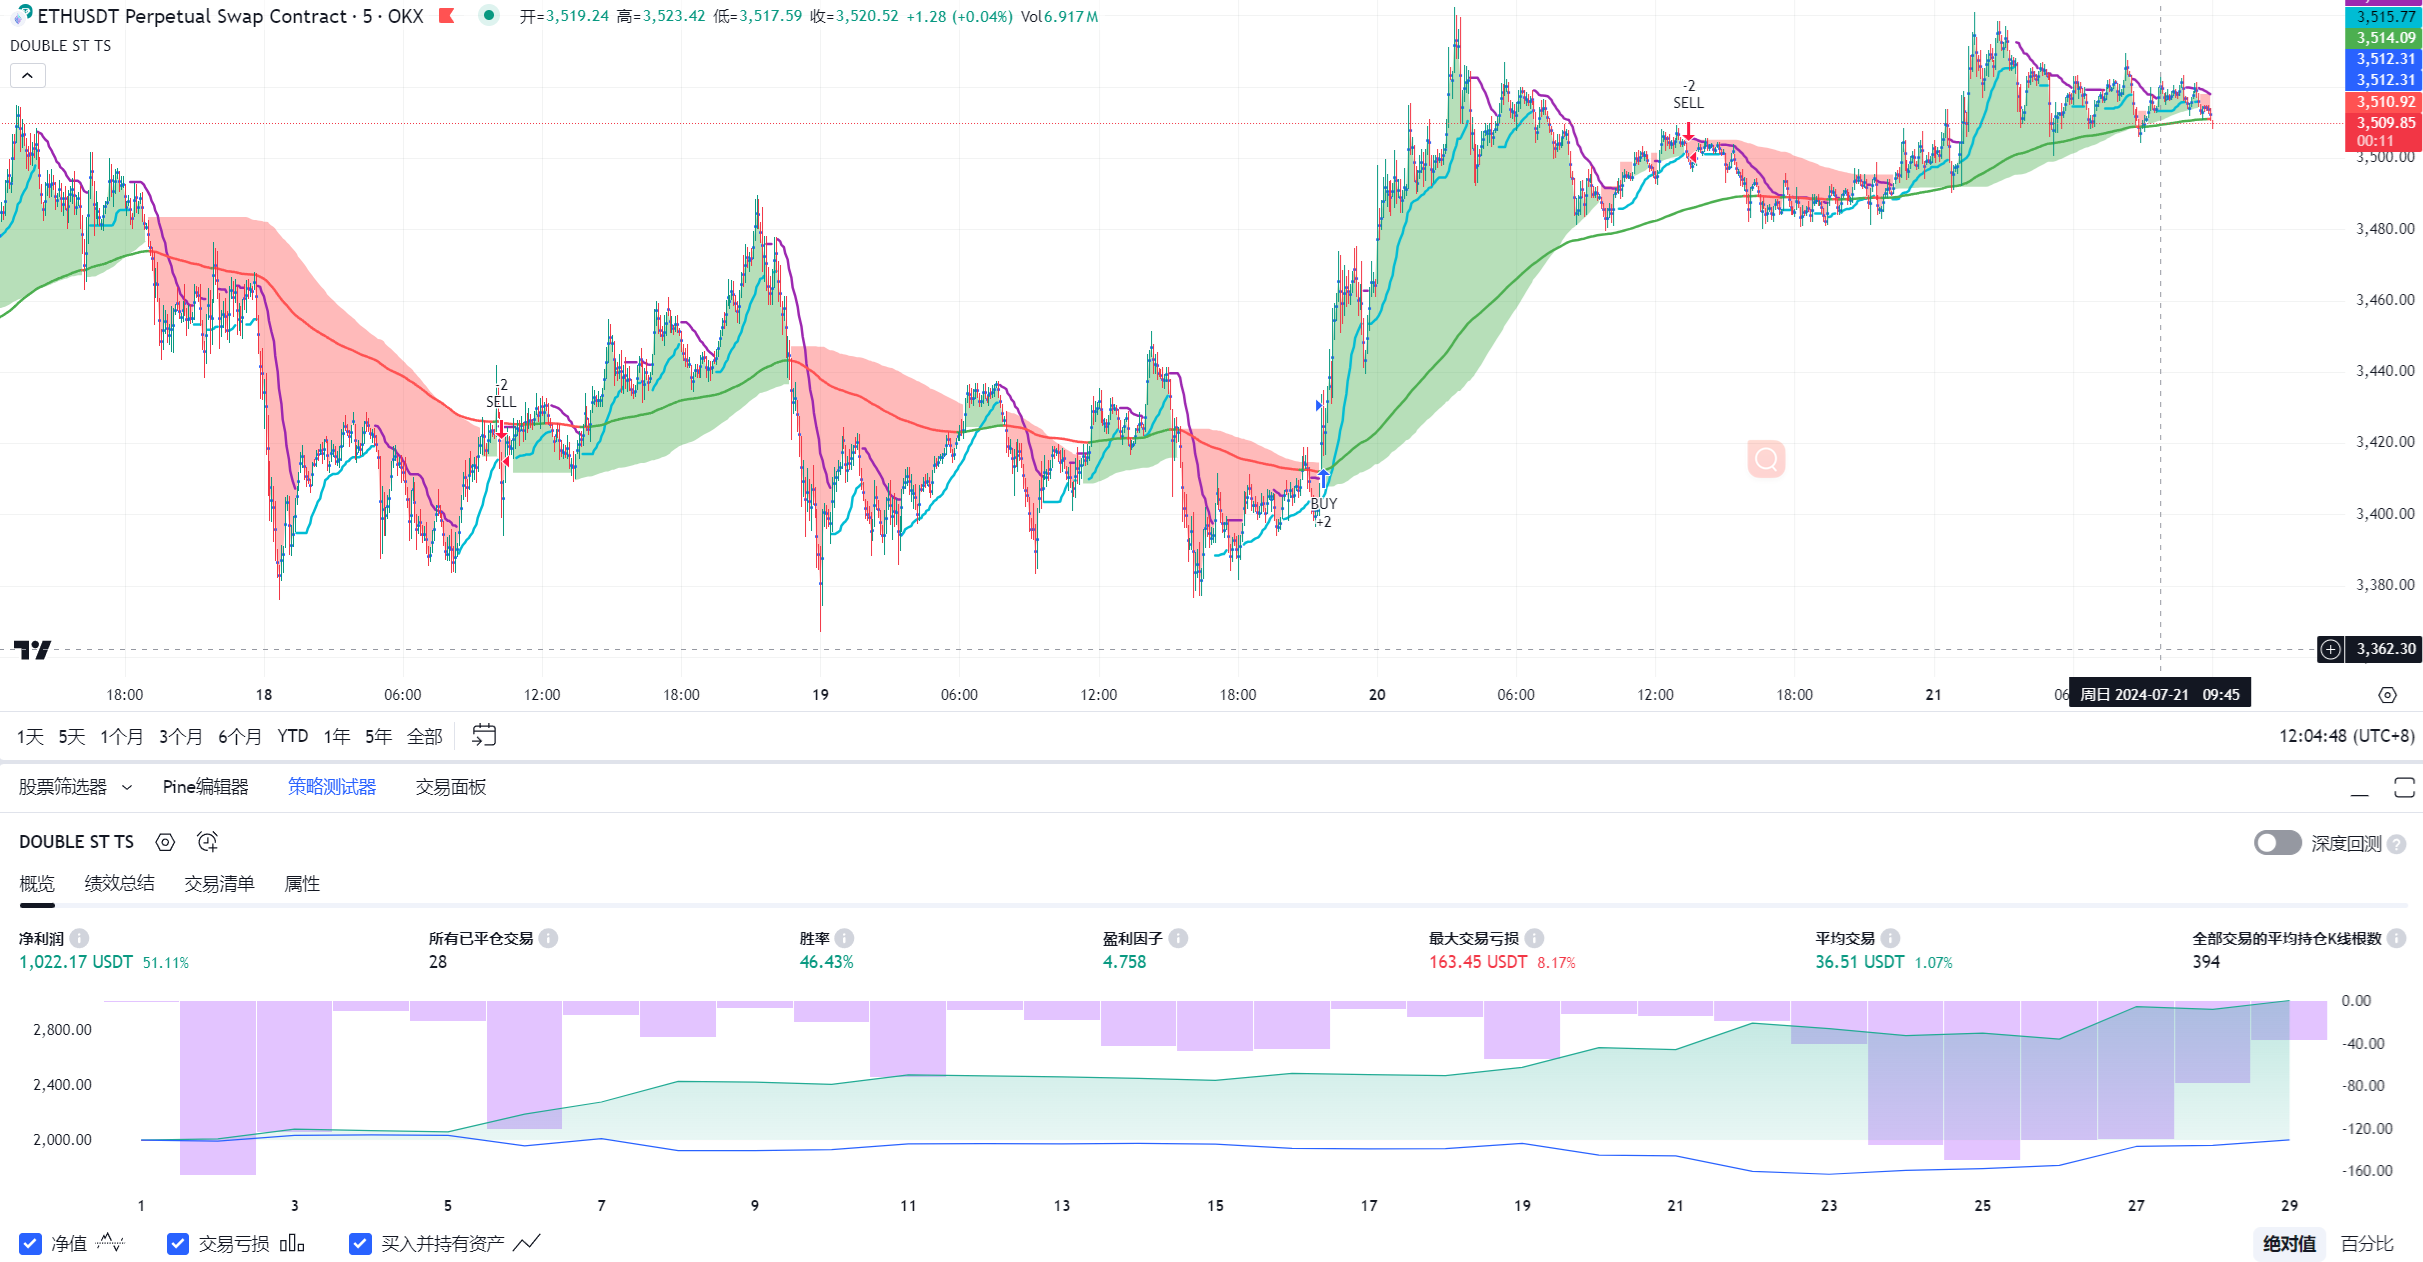 ETHUSDT Perpetual Swap Contract · 5 · OKX 开=3,519.24 高=3,523.42 低=3,517.59 收=3,520.52 +1.28 (+0.04%) Vol6.917M
DOUBLE ST TS
3,515.77
3,514.09
3,512.31
3,512.31
3,510.92
3,509.85
00:11
3,500.00
3,480.00
3,460.00
3,440.00
3,420.00
3,400.00
3,380.00
3,362.30
-2
SELL
-2
SELL
BUY
+2
18:00 18 06:00 12:00 18:00 19 06:00 12:00 18:00 20 06:00 12:00 18:00 21 06 周日 2024-07-21 09:45
1天 5天 1个月 3个月 6个月 YTD 1年 5年 全部 12:04:48 (UTC+8)
股票筛选器 Pine编辑器 策略测试器 交易面板
DOUBLE ST TS 深度回测
概览 绩效总结 交易清单 属性
净利润 所有已平仓交易 胜率 盈利因子 最大交易亏损 平均交易 全部交易的平均持仓K线根数
1,022.17 USDT 51.11% 28 46.43% 4.758 163.45 USDT 8.17% 36.51 USDT 1.07% 394
2,800.00
2,400.00
2,000.00
0.00
-40.00
-80.00
-120.00
-160.00
1 3 5 7 9 11 13 15 17 19 21 23 25 27 29
净值 交易亏损 买入并持有资产 绝对值 百分比